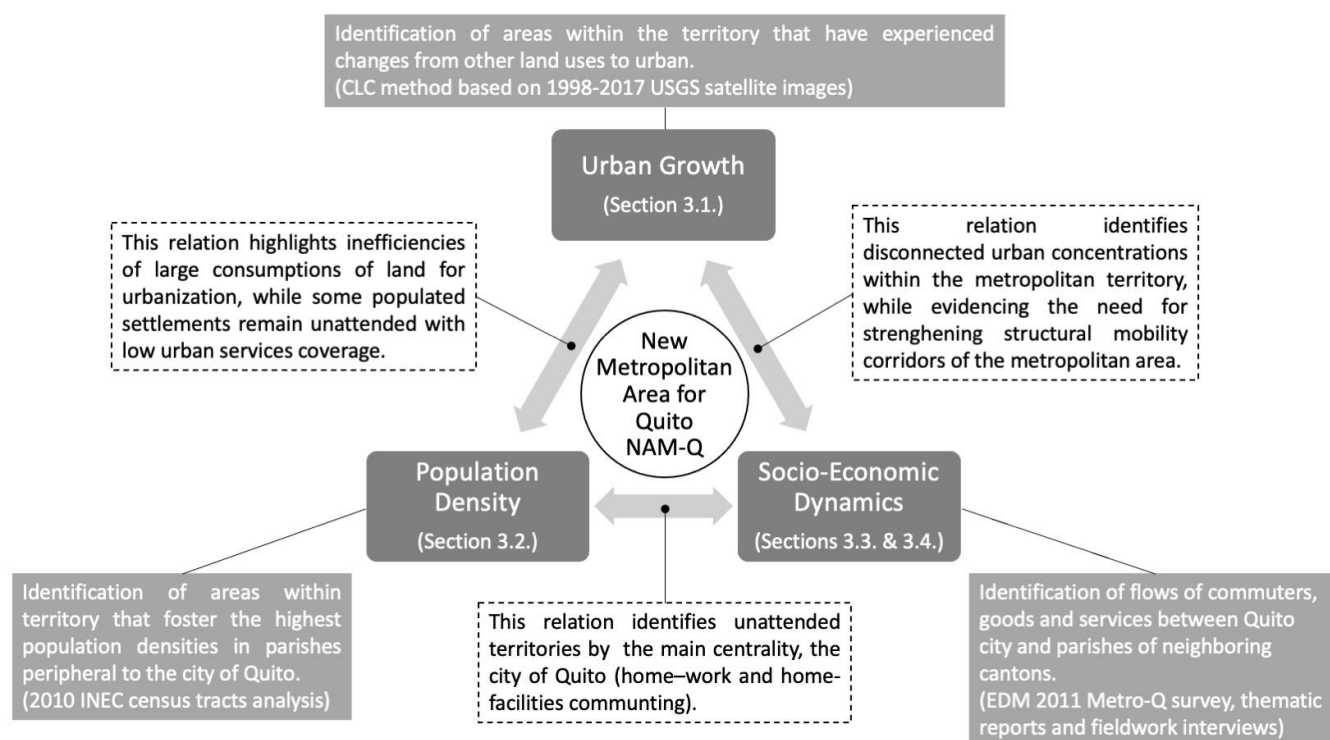 Identification of areas within the territory that have experienced
changes from other land uses to urban.
(CLC method based on 1998-2017 USGS satellite images)
Urban Growth
(Section 3.1.)
This relation highlights inefficiencies
of large consumptions of land for
urbanization, while some populated
settlements remain unattended with
low urban services coverage.
This relation identifies
disconnected urban concentrations
within the metropolitan territory,
while evidencing the need for
strenghening structural mobility
corridors of the metropolitan area.
New
Metropolitan
Area for
Quito
NAM-Q
Population
Density
(Section 3.2.)
Socio-Economic
Dynamics
(Sections 3.3. & 3.4.)
Identification of areas within
territory that foster the highest
population densities in parishes
peripheral to the city of Quito.
(2010 INEC census tracts analysis)
This relation identifies unattended
territories by the main centrality, the
city of Quito (home–work and home-
facilities communting).
Identification of flows of commuters,
goods and services between Quito
city and parishes of neighboring
cantons.
(EDM 2011 Metro-Q survey, thematic
reports and fieldwork interviews)